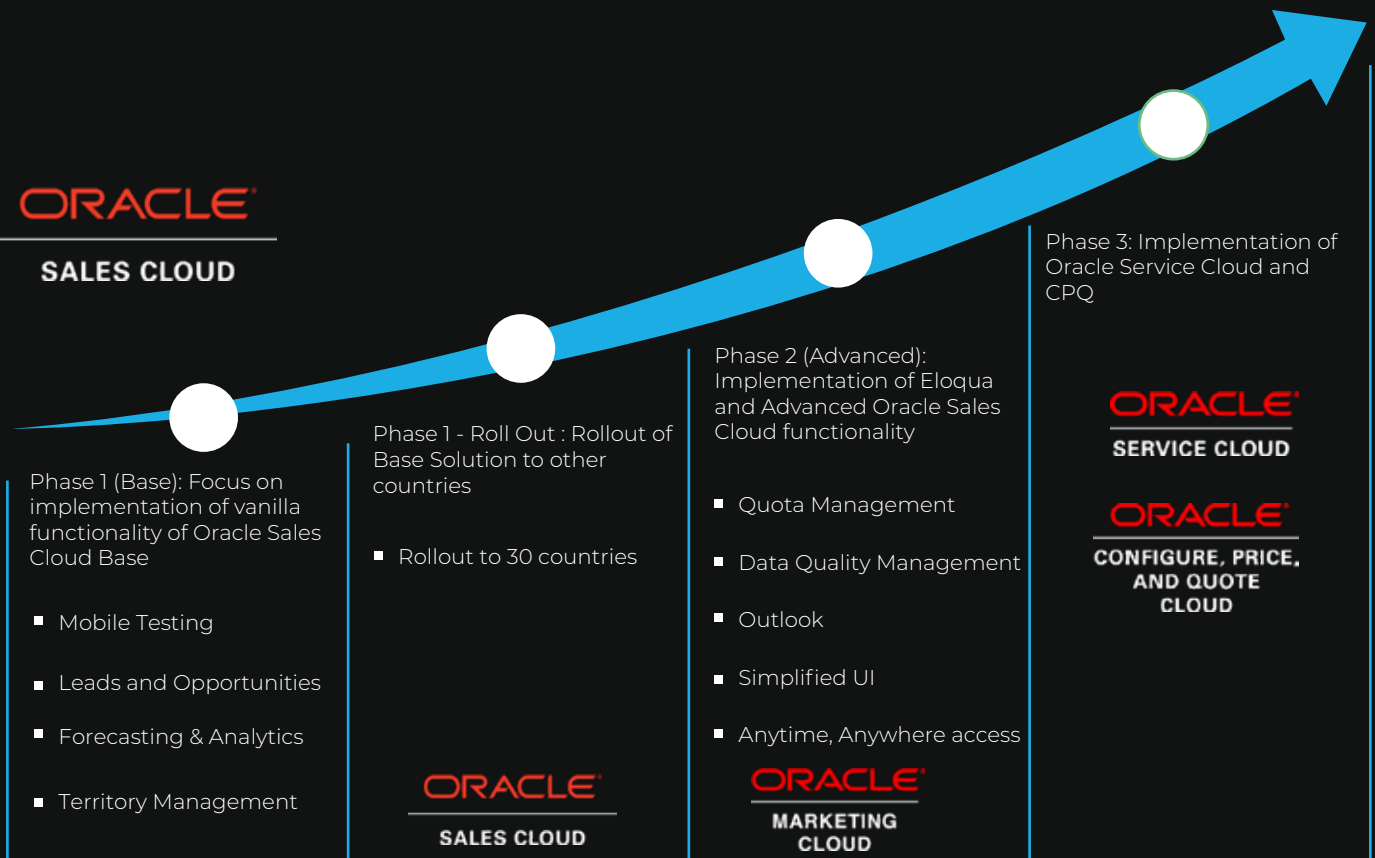 ORACLE
SALES CLOUD
Phase 1 (Base): Focus on
implementation of vanilla
functionality of Oracle Sales
Cloud Base
Mobile Testing
Leads and Opportunities
Forecasting & Analytics
Territory Management
Phase 1 - Roll Out : Rollout of
Base Solution to other
countries
Rollout to 30 countries
ORACLE
SALES CLOUD
Phase 2 (Advanced):
Implementation of Eloqua
and Advanced Oracle Sales
Cloud functionality
Quota Management
Data Quality Management
Outlook
Simplified UI
Anytime, Anywhere access
ORACLE
MARKETING
CLOUD
Phase 3: Implementation of
Oracle Service Cloud and
CPQ
ORACLE
SERVICE CLOUD
ORACLE
CONFIGURE, PRICE,
AND QUOTE
CLOUD